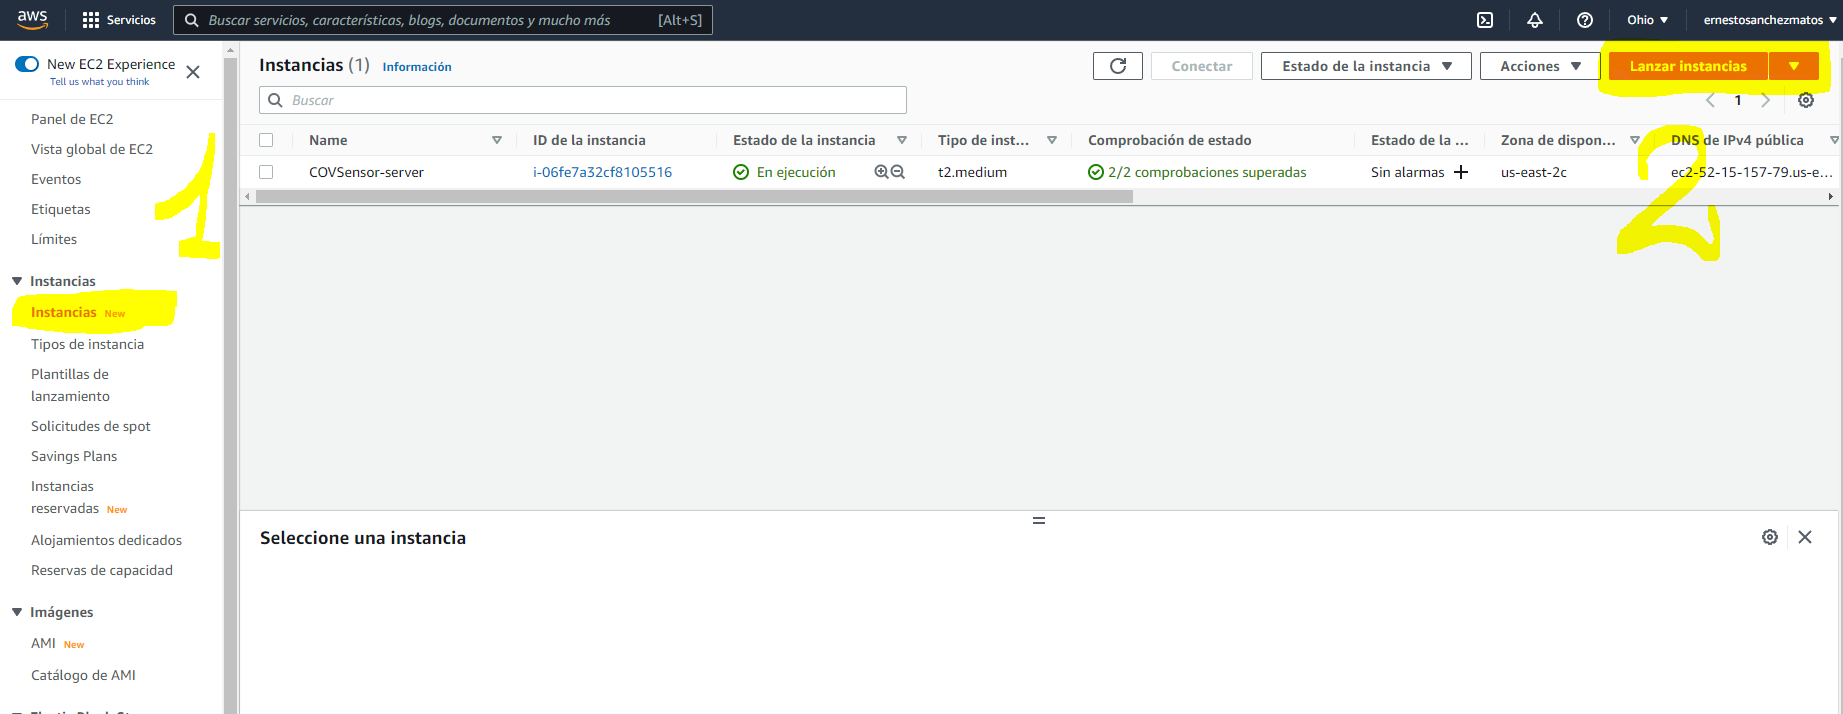 aws Servicios Buscar servicios, características, blogs, documentos y mucho más [Alt+S] Ohio ernestosanchezmatos
New EC2 Experience
Tell us what you think
Panel de EC2
Vista global de EC2
Eventos
Etiquetas
Límites
Instancias
Instancias New
Tipos de instancia
Plantillas de
lanzamiento
Solicitudes de spot
Savings Plans
Instancias
reservadas New
Alojamientos dedicados
Reservas de capacidad
Imágenes
AMI New
Catálogo de AMI
1
Instancias (1) Información Conectar Estado de la instancia Acciones Lanzar instancias
Buscar 1
2
Name ID de la instancia Estado de la instancia Tipo de inst... Comprobación de estado Estado de la ... Zona de dispon... DNS de IPv4 pública
COVSensor-server i-06fe7a32cf8105516 En ejecución t2.medium 2/2 comprobaciones superadas Sin alarmas us-east-2c ec2-52-15-157-79.us-e...
Seleccione una instancia